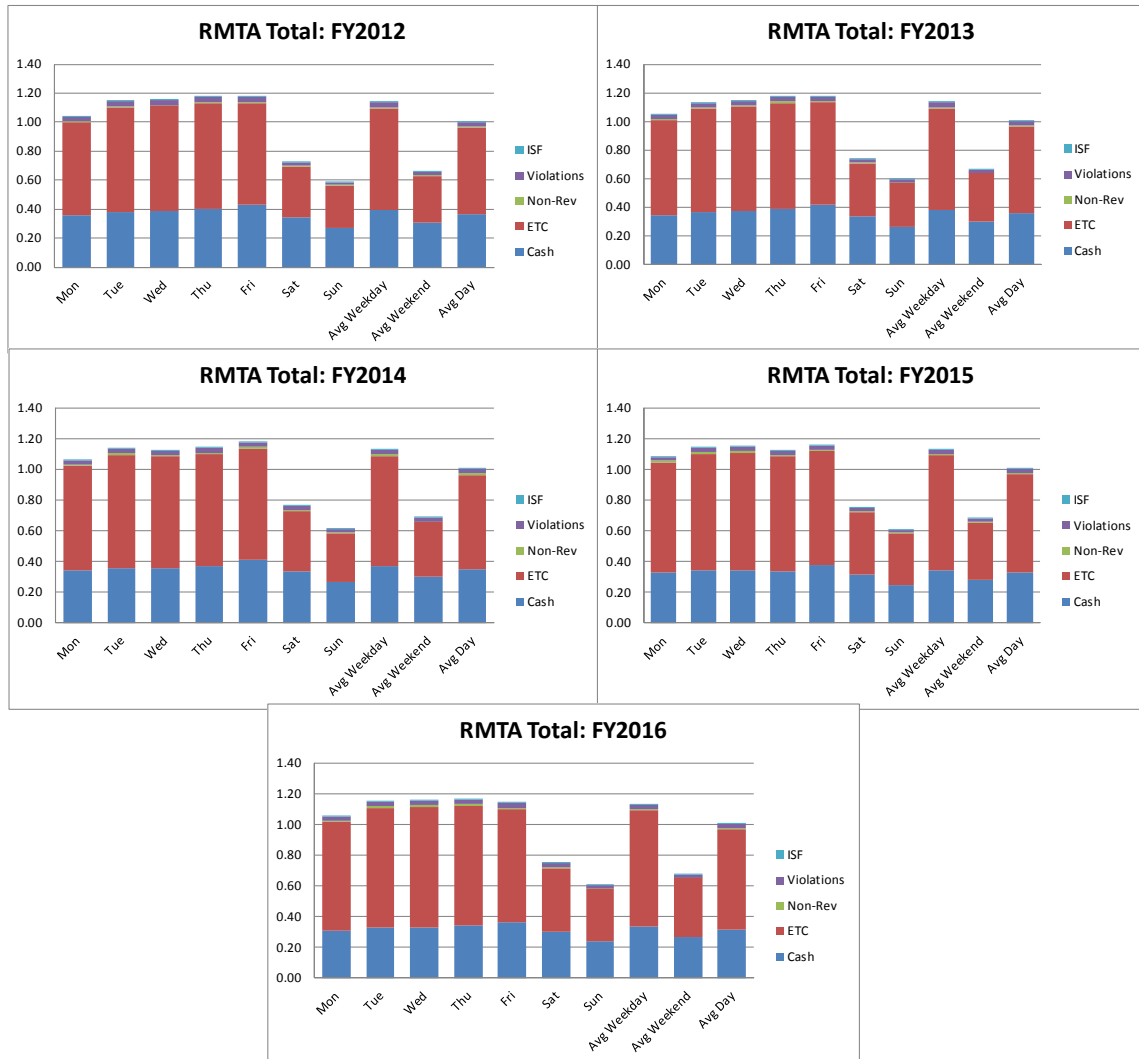 RMTA Total: FY2012
1.40
1.20
1.00
0.80
0.60
0.40
0.20
0.00
Mon
Tue
Wed
Thu
Fri
Sat
Sun
Avg Weekday
Avg Weekend
Avg Day
ISF
Violations
Non-Rev
ETC
Cash
RMTA Total: FY2013
1.40
1.20
1.00
0.80
0.60
0.40
0.20
0.00
Mon
Tue
Wed
Thu
Fri
Sat
Sun
Avg Weekday
Avg Weekend
Avg Day
ISF
Violations
Non-Rev
ETC
Cash
RMTA Total: FY2014
1.40
1.20
1.00
0.80
0.60
0.40
0.20
0.00
Mon
Tue
Wed
Thu
Fri
Sat
Sun
Avg Weekday
Avg Weekend
Avg Day
ISF
Violations
Non-Rev
ETC
Cash
RMTA Total: FY2015
1.40
1.20
1.00
0.80
0.60
0.40
0.20
0.00
Mon
Tue
Wed
Thu
Fri
Sat
Sun
Avg Weekday
Avg Weekend
Avg Day
ISF
Violations
Non-Rev
ETC
Cash
RMTA Total: FY2016
1.40
1.20
1.00
0.80
0.60
0.40
0.20
0.00
Mon
Tue
Wed
Thu
Fri
Sat
Sun
Avg Weekday
Avg Weekend
Avg Day
ISF
Violations
Non-Rev
ETC
Cash